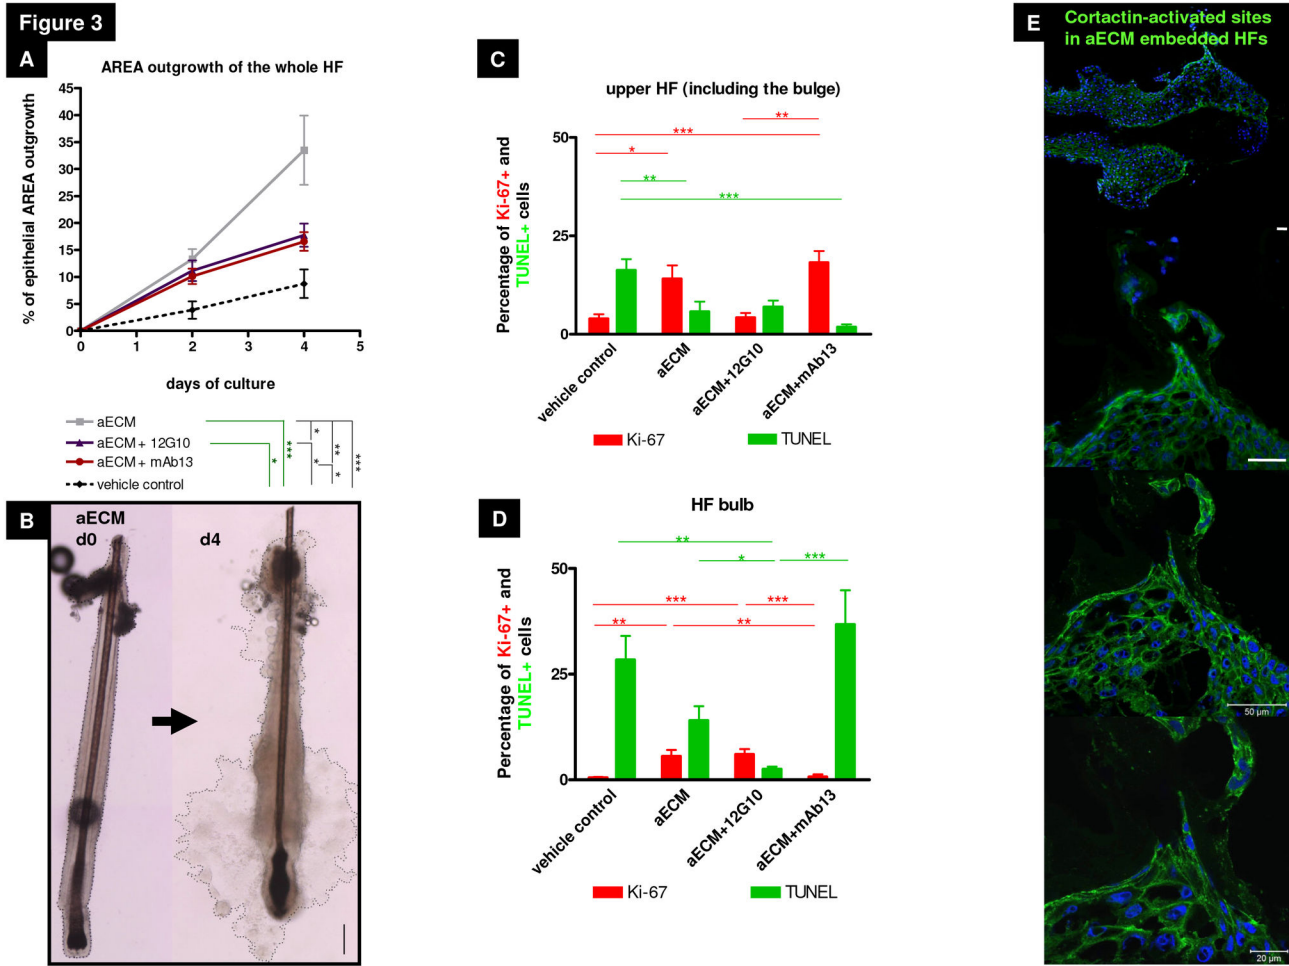 Figure 3
A
AREA outgrowth of the whole HF
% of epithelial AREA outgrowth
45
40
35
30
25
20
15
10
5
0
0 1 2 3 4 5
days of culture
aECM
aECM + 12G10
aECM + mAb13
vehicle control
*
***
*
*
**
*
***
B
aECM
d0
d4
C
upper HF (including the bulge)
Percentage of Ki-67+ and
TUNEL+ cells
50
25
0
**
***
*
**
***
vehicle control
aECM
aECM+12G10
aECM+mAb13
Ki-67
TUNEL
D
HF bulb
Percentage of Ki-67+ and
TUNEL+ cells
50
25
0
**
*
***
***
***
**
**
vehicle control
aECM
aECM+12G10
aECM+mAb13
Ki-67
TUNEL
E
Cortactin-activated sites
in aECM embedded HFs
50 µm
20 µm